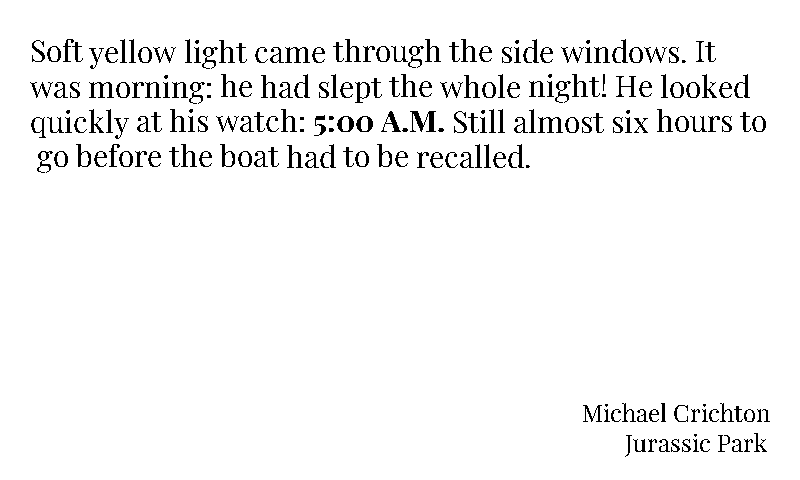 Soft yellow light came through the side windows. It
was morning: he had slept the whole night! He looked
quickly at his watch: 5:00 A.M. Still almost six hours to
go before the boat had to be recalled.
Michael Crichton
Jurassic Park